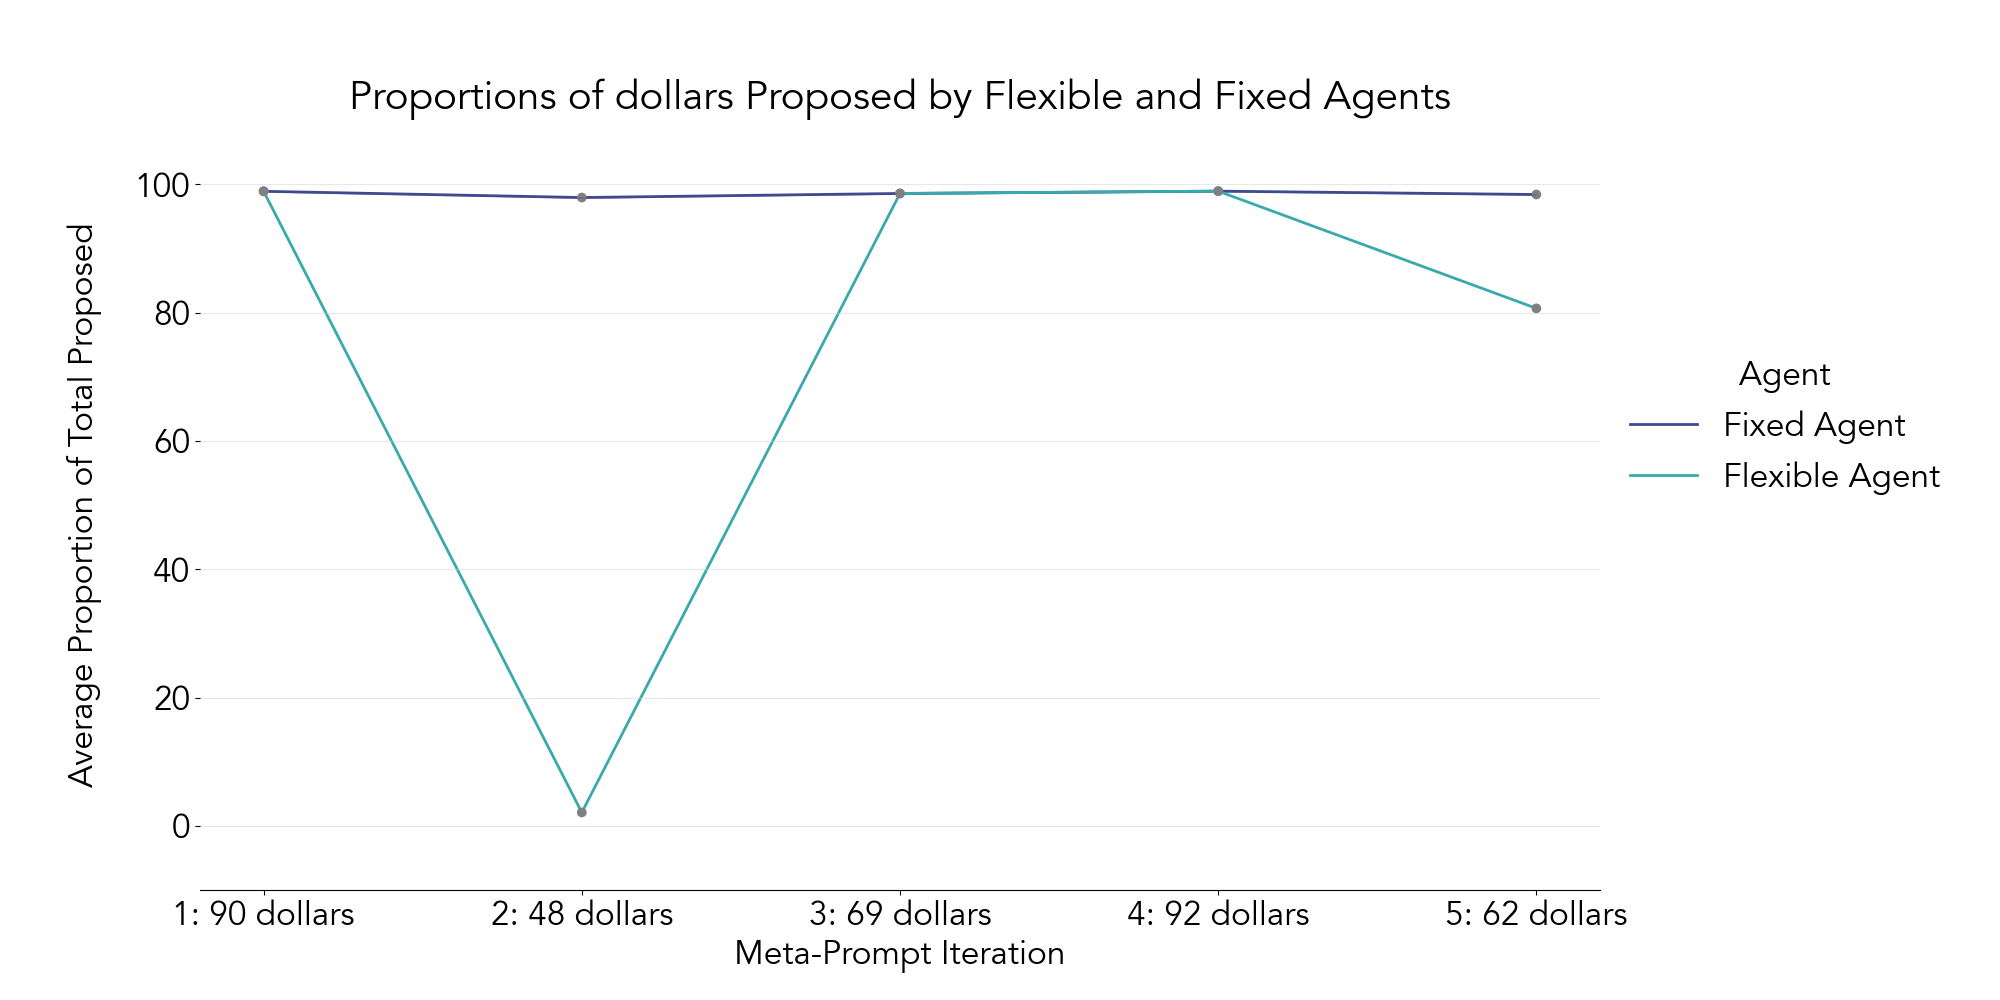 Proportions of dollars Proposed by Flexible and Fixed Agents
Average Proportion of Total Proposed
100
80
60
40
20
0
1: 90 dollars
2: 48 dollars
3: 69 dollars
4: 92 dollars
5: 62 dollars
Meta-Prompt Iteration
Agent
Fixed Agent
Flexible Agent